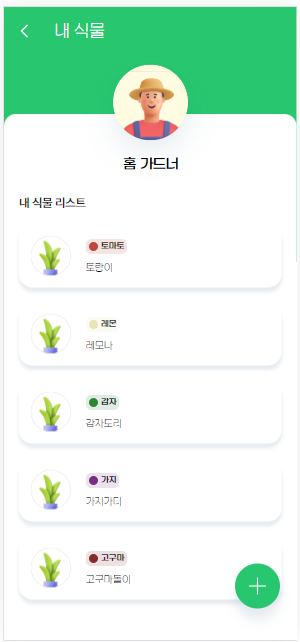 내 식물
홈 가드너
내 식물 리스트
토마토
토랑이
레몬
레모나
감자
감자도리
가지
가지가디
고구마
고구마돌이